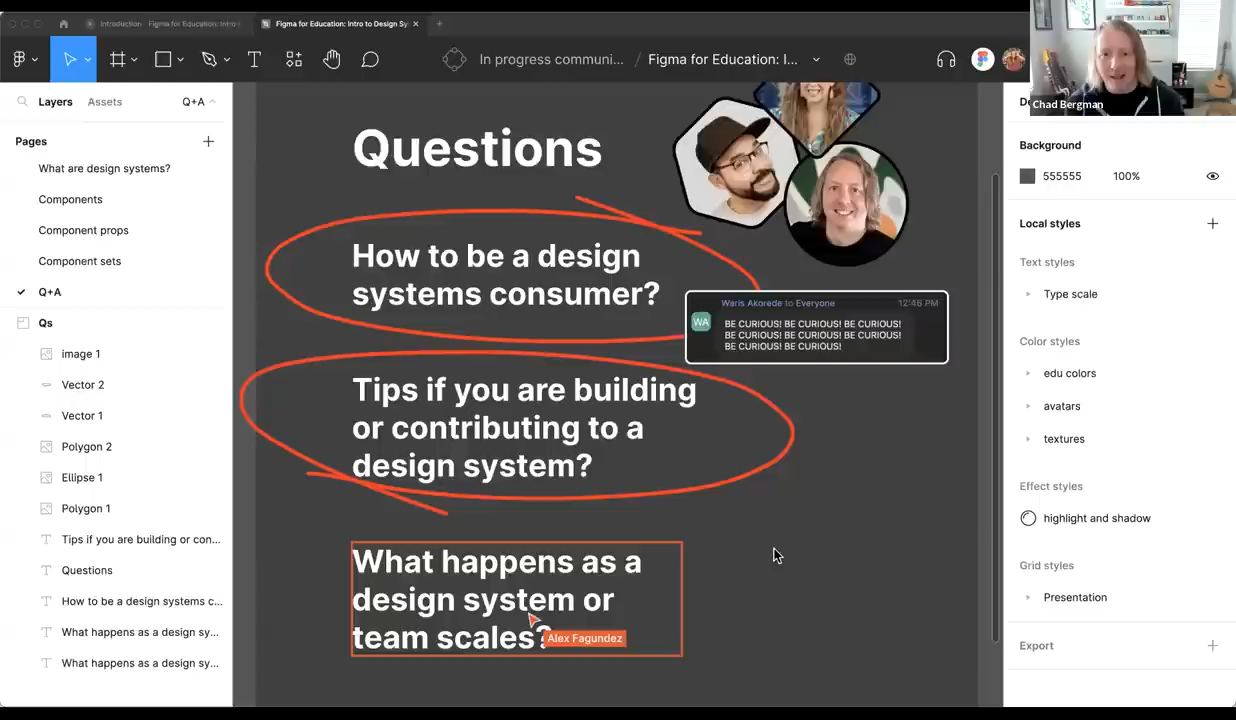 Introduction Figma for Education: Intro
Figma for Education: Intro to Design Sy
In progress communi...
Figma for Education: I...
Chad Bergman
Layers
Assets
Q+A
Pages
What are design systems?
Components
Component props
Component sets
Q+A
Qs
image 1
Vector 2
Vector 1
Polygon 2
Ellipse 1
Polygon 1
Tips if you are building or con...
Questions
How to be a design systems c...
What happens as a design sy...
What happens as a design sy...
Questions
How to be a design
systems consumer?
Waris Akorede to Everyone
12:46 PM
WA
BE CURIOUS! BE CURIOUS! BE CURIOUS!
BE CURIOUS! BE CURIOUS! BE CURIOUS!
BE CURIOUS! BE CURIOUS!
Tips if you are building
or contributing to a
design system?
What happens as a
design system or
team scales?
Alex Fagundez
Background
555555
100%
Local styles
Text styles
Type scale
Color styles
edu colors
avatars
textures
Effect styles
highlight and shadow
Grid styles
Presentation
Export